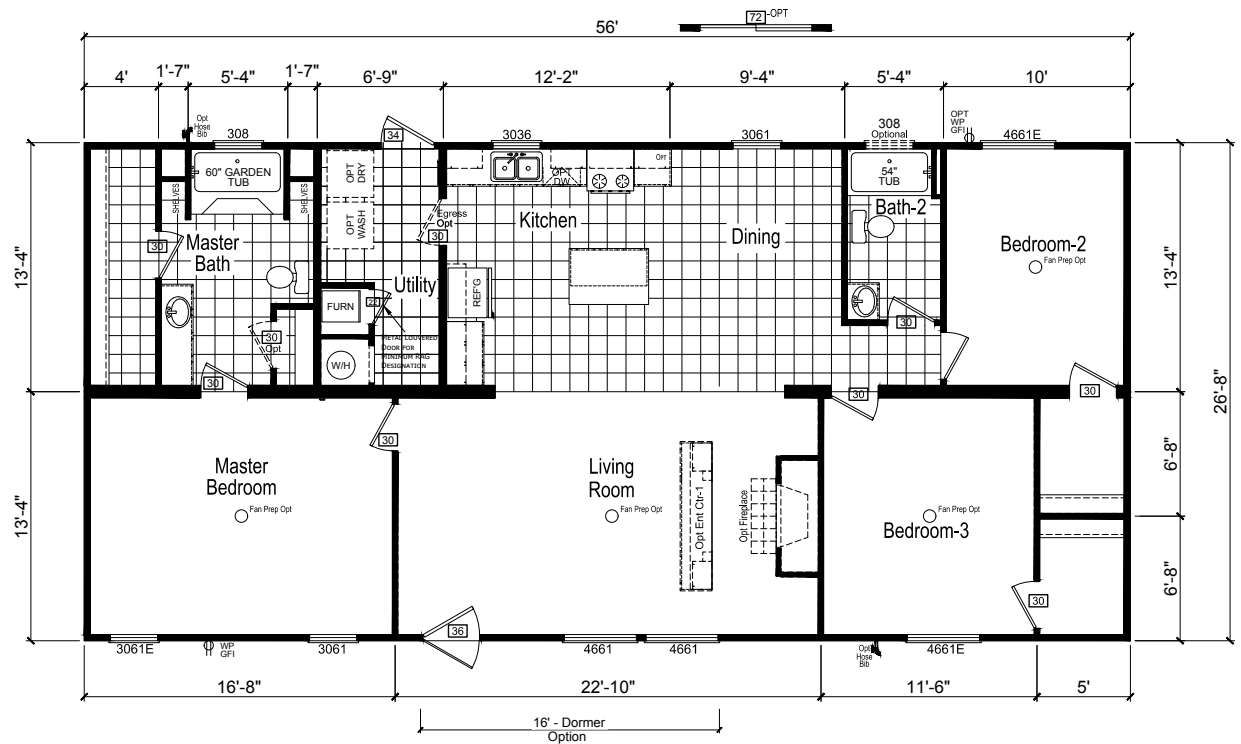 72 -OPT
56'
4'
1'-7"
5'-4"
1'-7"
6'-9"
12'-2"
9'-4"
5'-4"
10'
Opt
Hose
Bib
308
34
3036
3061
308
Optional
OPT
WP
GFI
4661E
60" GARDEN
TUB
SHELVES
SHELVES
OPT
DRY
OPT
WASH
OPT
DW
OPT
54"
TUB
Egress
Opt
30
Kitchen
Dining
Bath-2
Bedroom-2
Fan Prep Opt
30
Master
Bath
Utility
REF'G
FURN
22
METAL LOUVERED
DOOR FOR
MINIMUM RAG
DESIGNATION
W/H
30
Opt
30
30
30
30
13'-4"
13'-4"
26'-8"
30
Master
Bedroom
Fan Prep Opt
Living
Room
Fan Prep Opt
Opt Ent Ctr-1
Opt Fireplace
Fan Prep Opt
Bedroom-3
6'-8"
13'-4"
6'-8"
30
36
3061E
WP
GFI
3061
4661
4661
Opt
Hose
Bib
4661E
16'-8"
22'-10"
11'-6"
5'
16' - Dormer
Option